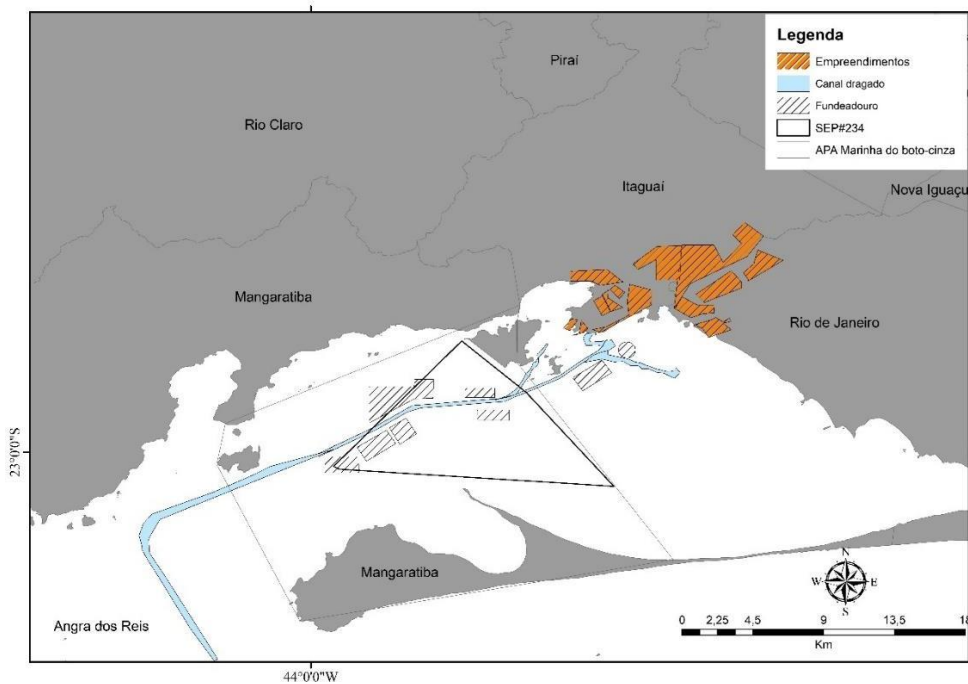 Legenda
Empreendimentos
Canal dragado
Fundeadouro
SEP#234
APA Marinha do boto-cinza
Piraí
Rio Claro
Itaguaí
Nova Iguaçu
Mangaratiba
Rio de Janeiro
23°0'0"S
Mangaratiba
Angra dos Reis
N
W E
S
0 2,25 4,5 9 13,5 18
Km
44°0'0"W